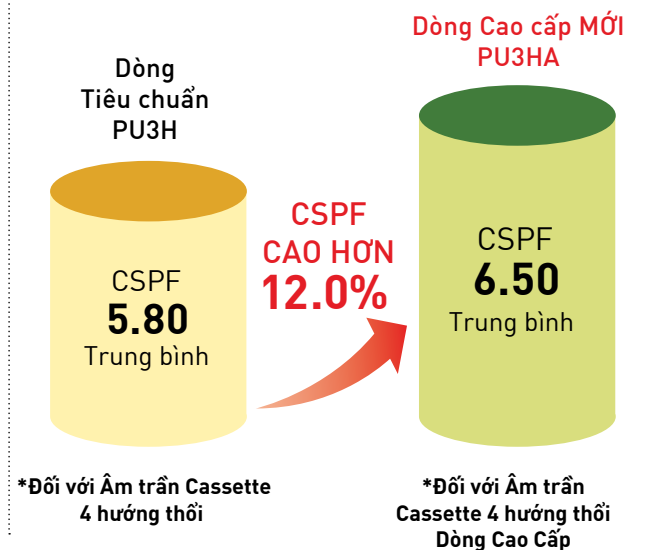 Dòng
Tiêu chuẩn
PU3H
CSPF
5.80
Trung bình
*Đối với Âm trần Cassette
4 hướng thổi
CSPF
CAO HƠN
12.0%
Dòng Cao cấp MỚI
PU3HA
CSPF
6.50
Trung bình
*Đối với Âm trần
Cassette 4 hướng thổi
Dòng Cao Cấp